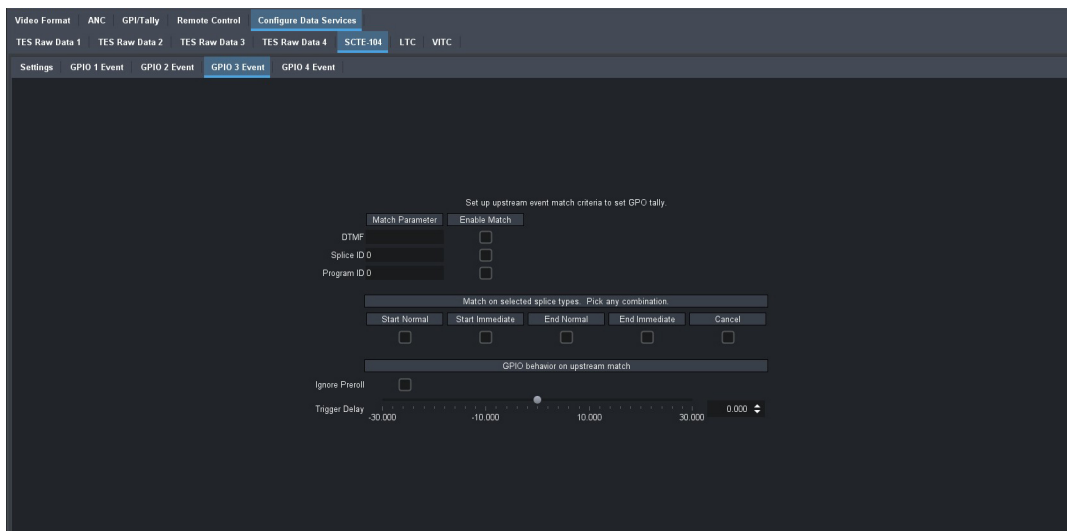 Video Format ANC GPI/Tally Remote Control Configure Data Services
TES Raw Data 1 TES Raw Data 2 TES Raw Data 3 TES Raw Data 4 SCTE-104 LTC VITC
Settings GPIO 1 Event GPIO 2 Event GPIO 3 Event GPIO 4 Event
Set up upstream event match criteria to set GPO tally.
Match Parameter Enable Match
DTMF
Splice ID 0
Program ID 0
Match on selected splice types. Pick any combination.
Start Normal Start Immediate End Normal End Immediate Cancel
GPIO behavior on upstream match
Ignore Preroll
Trigger Delay 0.000
-30.000 -10.000 10.000 30.000